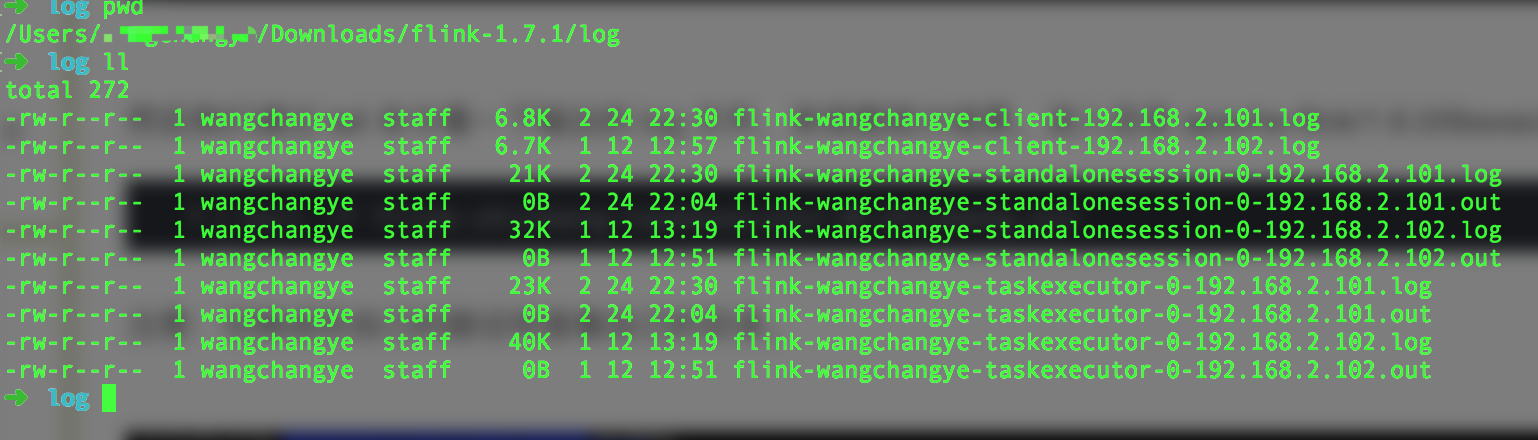 ➜ log pwd
/Users/ /Downloads/flink-1.7.1/log
➜ log ll
total 272
-rw-r--r-- 1 wangchangye staff 6.8K 2 24 22:30 flink-wangchangye-client-192.168.2.101.log
-rw-r--r-- 1 wangchangye staff 6.7K 1 12 12:57 flink-wangchangye-client-192.168.2.102.log
-rw-r--r-- 1 wangchangye staff 21K 2 24 22:30 flink-wangchangye-standalonesession-0-192.168.2.101.log
-rw-r--r-- 1 wangchangye staff 0B 2 24 22:04 flink-wangchangye-standalonesession-0-192.168.2.101.out
-rw-r--r-- 1 wangchangye staff 32K 1 12 13:19 flink-wangchangye-standalonesession-0-192.168.2.102.log
-rw-r--r-- 1 wangchangye staff 0B 1 12 12:51 flink-wangchangye-standalonesession-0-192.168.2.102.out
-rw-r--r-- 1 wangchangye staff 23K 2 24 22:30 flink-wangchangye-taskexecutor-0-192.168.2.101.log
-rw-r--r-- 1 wangchangye staff 0B 2 24 22:04 flink-wangchangye-taskexecutor-0-192.168.2.101.out
-rw-r--r-- 1 wangchangye staff 40K 1 12 13:19 flink-wangchangye-taskexecutor-0-192.168.2.102.log
-rw-r--r-- 1 wangchangye staff 0B 1 12 12:51 flink-wangchangye-taskexecutor-0-192.168.2.102.out
➜ log